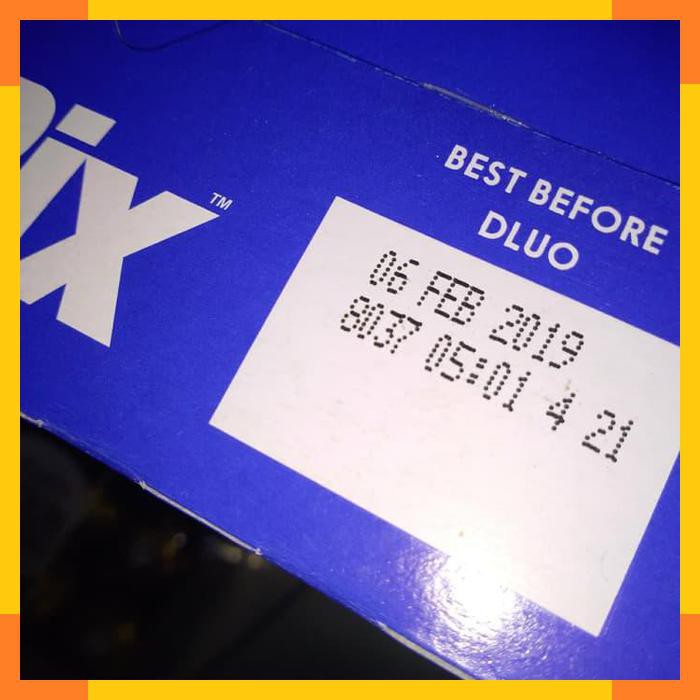 ix™
BEST BEFORE
DLUO
06 FEB 2019
8037 05:01 4 21